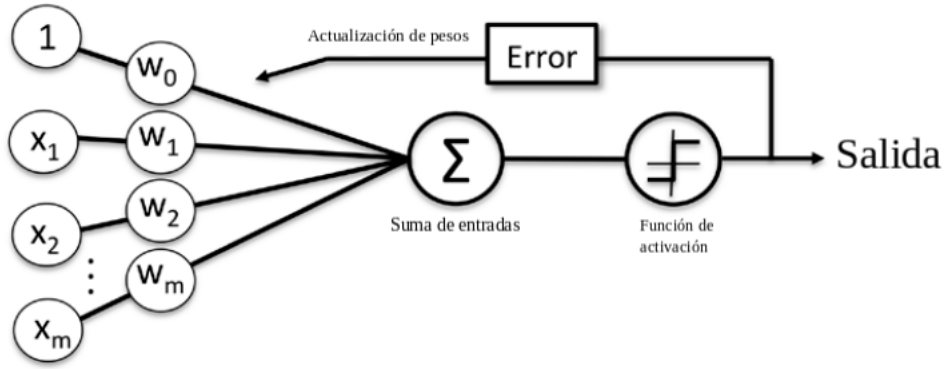 1
Actualización de pesos
Error
w0
x1
w1
Σ
Salida
w2
x2
Suma de entradas
Función de
activación
wm
xm